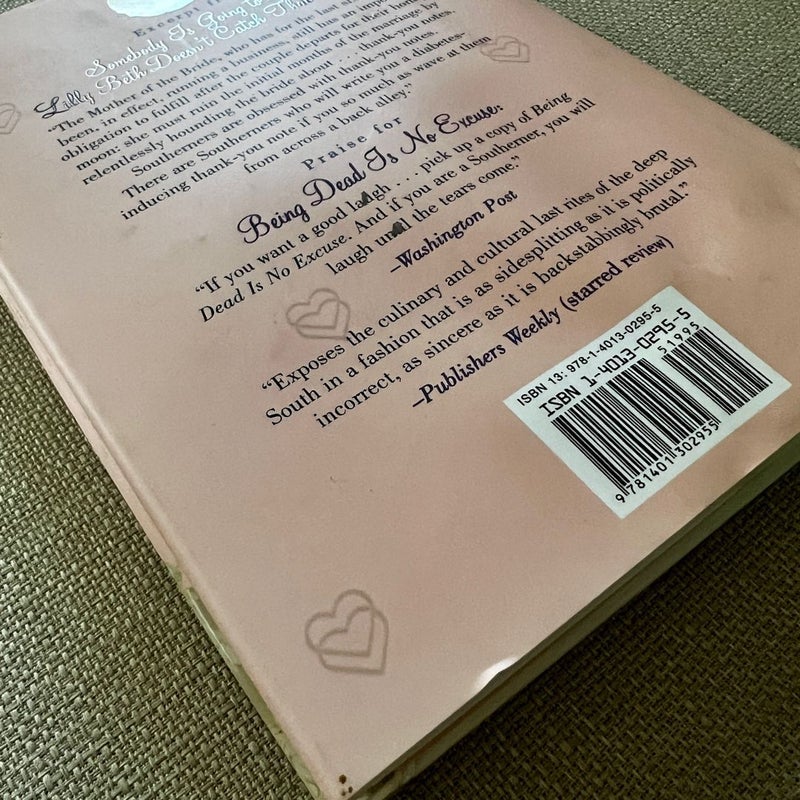 Excerpt
Somebody Is Going to
Lilly Beth Doesn't Catch
"The Mother of the Bride, who has for the last
been, in effect, running a business, still has an
obligation to fulfill after the couple departs for their honey-
moon: she must ruin the initial months of the marriage by
relentlessly hounding the bride about . . . thank-you notes.
Southerners are obsessed with thank-you notes.
There are Southerners who will write you a diabetes-
inducing thank-you note if you so much as wave at them
from across a back alley."
Praise for
Being Dead Is No Excuse:
"If you want a good laugh . . . pick up a copy of Being
Dead Is No Excuse. And if you are a Southerner, you will
laugh until the tears come."
–Washington Post
"Exposes the culinary and cultural last rites of the deep
South in a fashion that is as sidesplitting as it is politically
incorrect, as sincere as it is backstabbingly brutal."
–Publishers Weekly (starred review)
ISBN 13: 978-1-4013-0295-5
ISBN 1-4013-0295-5
51995
9 781401 302955